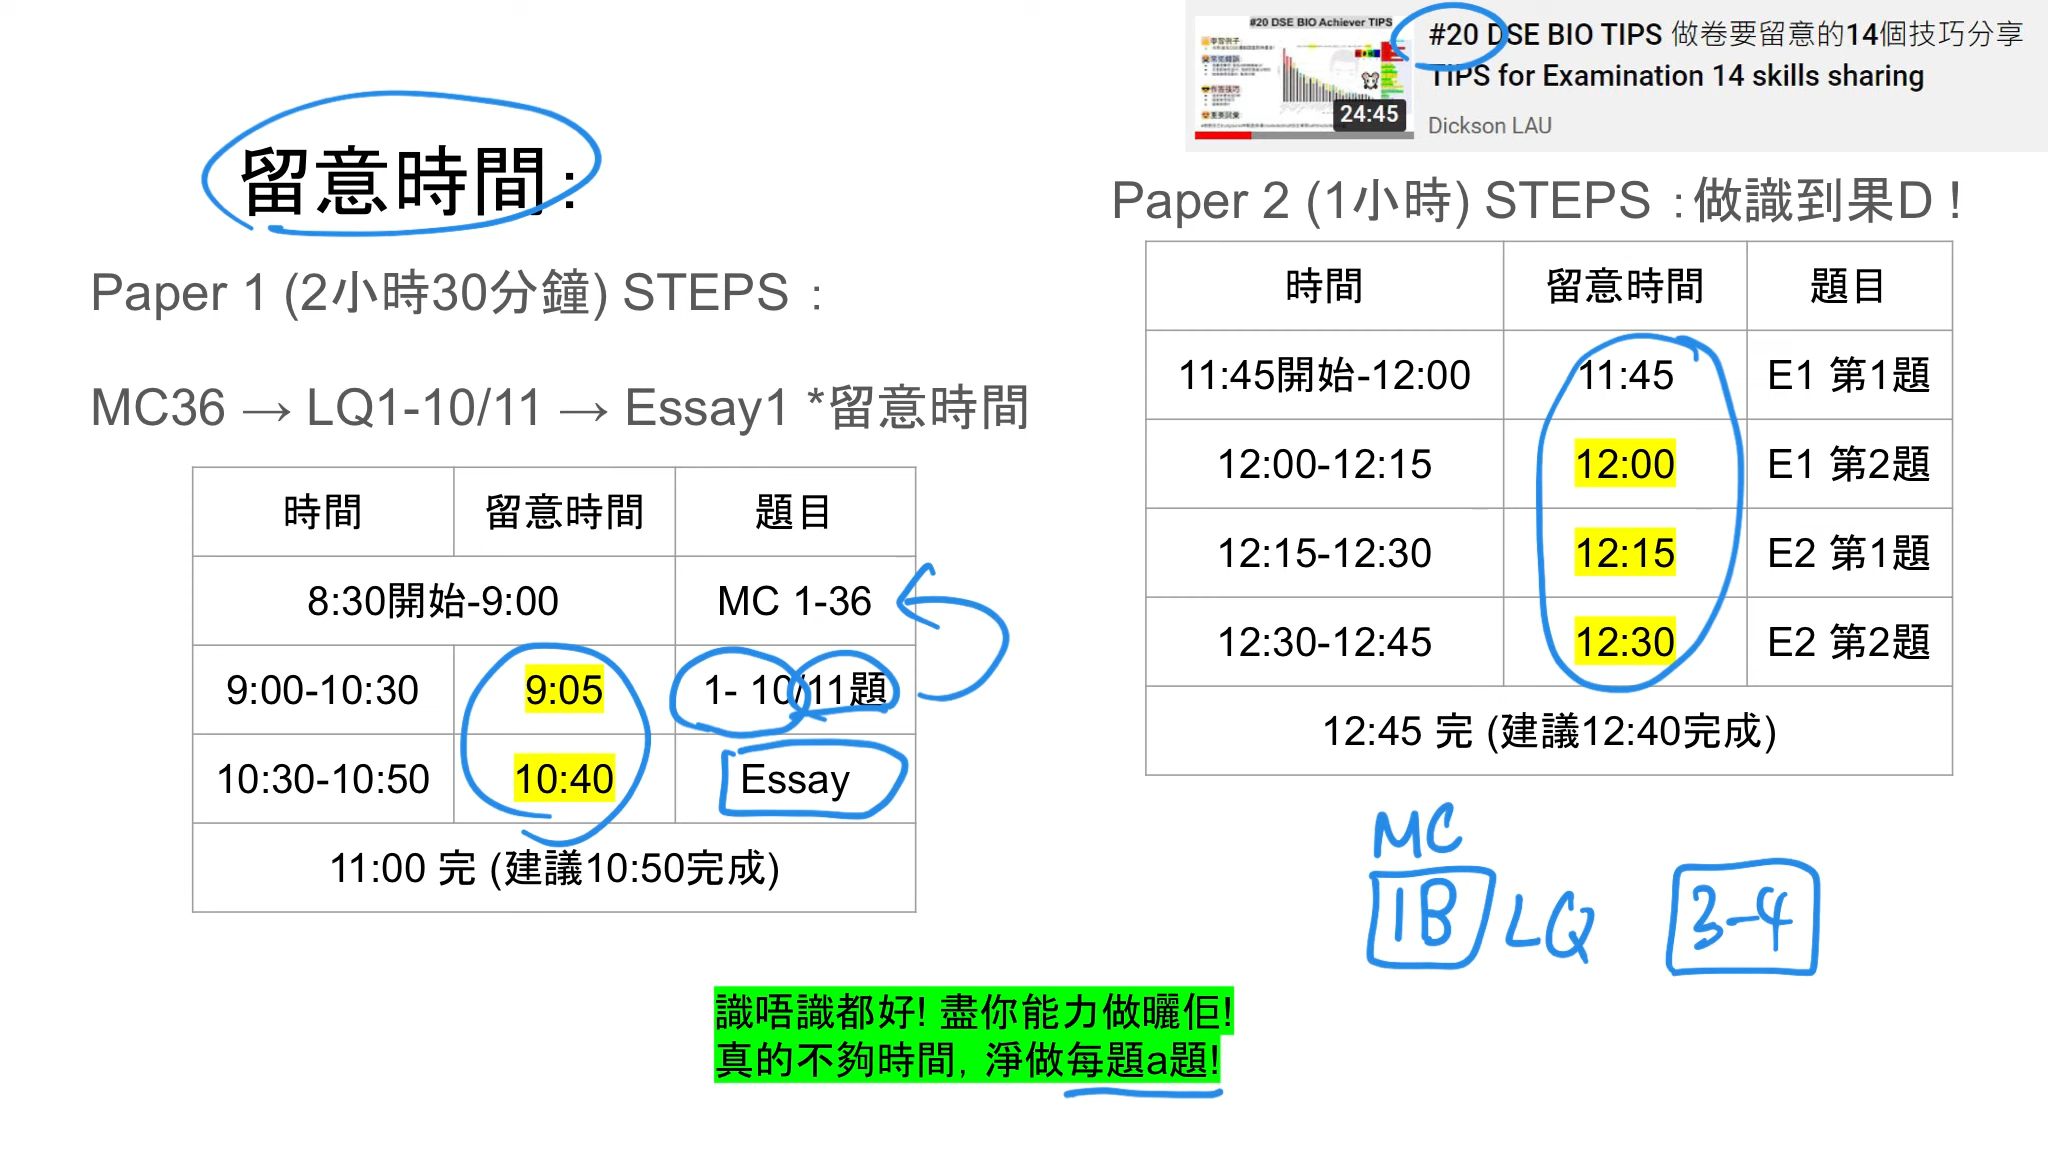 #20 DSE BIO Achiever TIPS
24:45
#20 DSE BIO TIPS 做卷要留意的14個技巧分享
TIPS for Examination 14 skills sharing
Dickson LAU
留意時間：
Paper 1 (2小時30分鐘) STEPS：
MC36 → LQ1-10/11 → Essay1 *留意時間
時間 留意時間 題目
8:30開始-9:00 MC 1-36
9:00-10:30 9:05 1- 10/11題
10:30-10:50 10:40 Essay
11:00 完 (建議10:50完成)
Paper 2 (1小時) STEPS：做識到果D！
時間 留意時間 題目
11:45開始-12:00 11:45 E1 第1題
12:00-12:15 12:00 E1 第2題
12:15-12:30 12:15 E2 第1題
12:30-12:45 12:30 E2 第2題
12:45 完 (建議12:40完成)
MC
1B LQ 3-4
識唔識都好! 盡你能力做曬佢!
真的不夠時間，淨做每題a題!